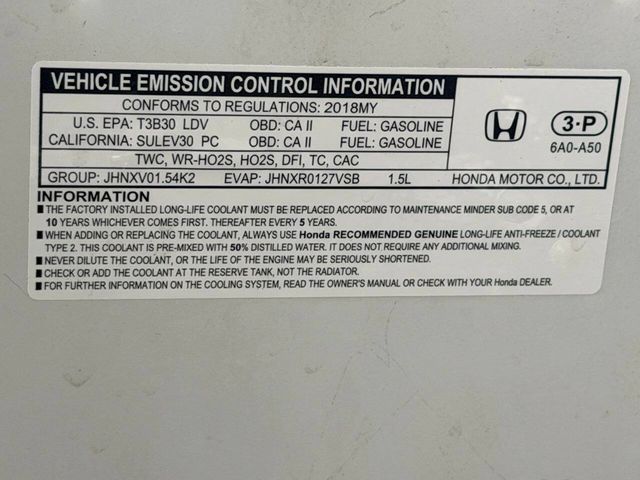 VEHICLE EMISSION CONTROL INFORMATION
CONFORMS TO REGULATIONS: 2018MY
U.S. EPA: T3B30 LDV OBD: CA II FUEL: GASOLINE
CALIFORNIA: SULEV30 PC OBD: CA II FUEL: GASOLINE
TWC, WR-HO2S, HO2S, DFI, TC, CAC
3-P
6A0-A50
GROUP: JHNXV01.54K2 EVAP: JHNXR0127VSB 1.5L HONDA MOTOR CO., LTD.
INFORMATION
■ THE FACTORY INSTALLED LONG-LIFE COOLANT MUST BE REPLACED ACCORDING TO MAINTENANCE MINDER SUB CODE 5, OR AT
10 YEARS WHICHEVER COMES FIRST. THEREAFTER EVERY 5 YEARS.
■ WHEN ADDING OR REPLACING THE COOLANT, ALWAYS USE Honda RECOMMENDED GENUINE LONG-LIFE ANTI-FREEZE / COOLANT
TYPE 2. THIS COOLANT IS PRE-MIXED WITH 50% DISTILLED WATER. IT DOES NOT REQUIRE ANY ADDITIONAL MIXING.
■ NEVER DILUTE THE COOLANT, OR THE LIFE OF THE ENGINE MAY BE SERIOUSLY SHORTENED.
■ CHECK OR ADD THE COOLANT AT THE RESERVE TANK, NOT THE RADIATOR.
■ FOR FURTHER INFORMATION ON THE COOLING SYSTEM, READ THE OWNER'S MANUAL OR CHECK WITH YOUR Honda DEALER.